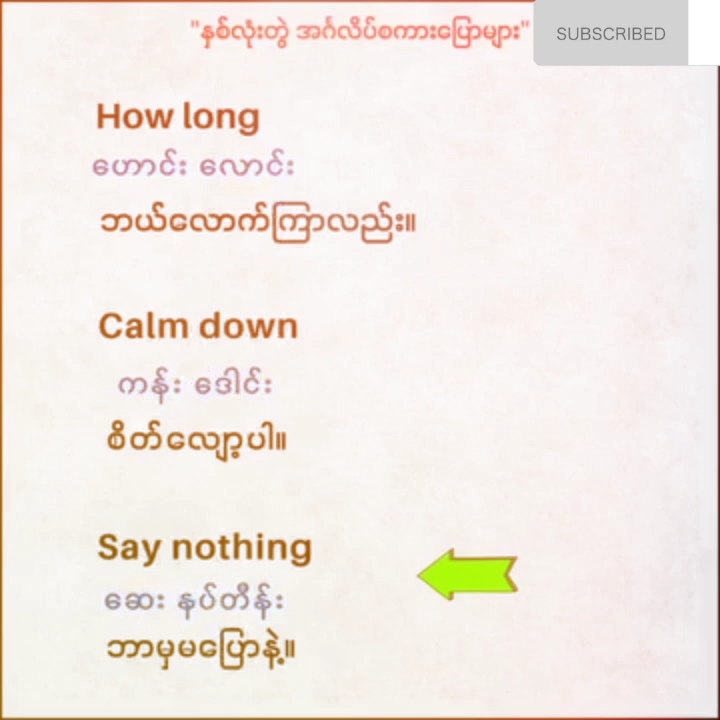 "နှစ်လုံးတွဲ အင်္ဂလိပ်စကားပြောများ"
SUBSCRIBED
How long
ဟောင်း လောင်း
ဘယ်လောက်ကြာလည်း။
Calm down
ကန်း ဒေါင်း
စိတ်လျော့ပါ။
Say nothing
ဆေး နပ်တိန်း
ဘာမှမပြောနဲ့။